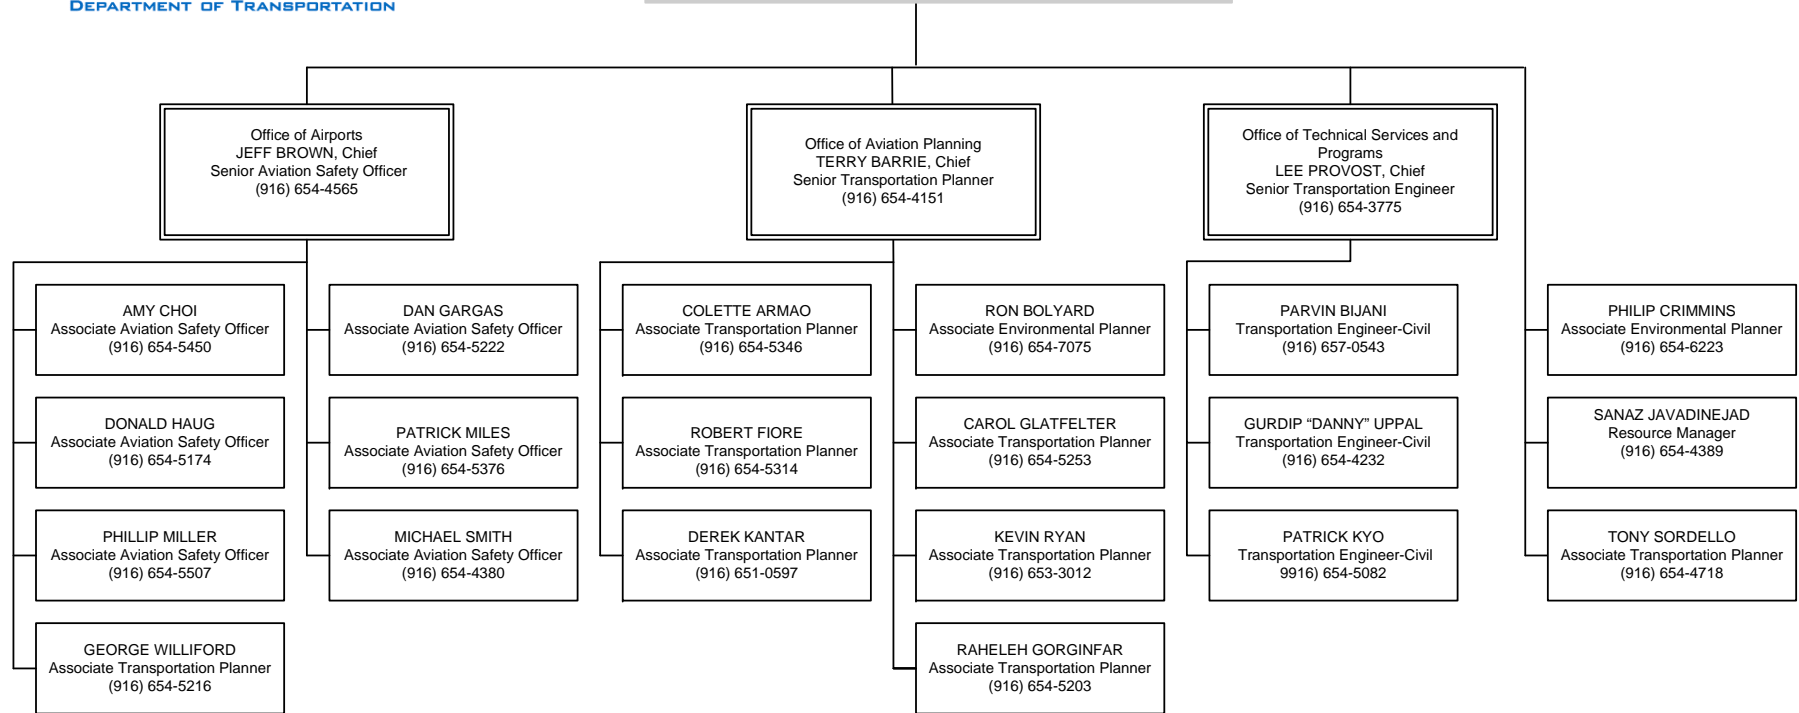 DEPARTMENT OF TRANSPORTATION
Office of Airports
JEFF BROWN, Chief
Senior Aviation Safety Officer
(916) 654-4565
Office of Aviation Planning
TERRY BARRIE, Chief
Senior Transportation Planner
(916) 654-4151
Office of Technical Services and
Programs
LEE PROVOST, Chief
Senior Transportation Engineer
(916) 654-3775
AMY CHOI
Associate Aviation Safety Officer
(916) 654-5450
DAN GARGAS
Associate Aviation Safety Officer
(916) 654-5222
COLETTE ARMAO
Associate Transportation Planner
(916) 654-5346
RON BOLYARD
Associate Environmental Planner
(916) 654-7075
PARVIN BIJANI
Transportation Engineer-Civil
(916) 657-0543
PHILIP CRIMMINS
Associate Environmental Planner
(916) 654-6223
DONALD HAUG
Associate Aviation Safety Officer
(916) 654-5174
PATRICK MILES
Associate Aviation Safety Officer
(916) 654-5376
ROBERT FIORE
Associate Transportation Planner
(916) 654-5314
CAROL GLATFELTER
Associate Transportation Planner
(916) 654-5253
GURDIP “DANNY” UPPAL
Transportation Engineer-Civil
(916) 654-4232
SANAZ JAVADINEJAD
Resource Manager
(916) 654-4389
PHILLIP MILLER
Associate Aviation Safety Officer
(916) 654-5507
MICHAEL SMITH
Associate Aviation Safety Officer
(916) 654-4380
DEREK KANTAR
Associate Transportation Planner
(916) 651-0597
KEVIN RYAN
Associate Transportation Planner
(916) 653-3012
PATRICK KYO
Transportation Engineer-Civil
9916) 654-5082
TONY SORDELLO
Associate Transportation Planner
(916) 654-4718
GEORGE WILLIFORD
Associate Transportation Planner
(916) 654-5216
RAHELEH GORGINFAR
Associate Transportation Planner
(916) 654-5203